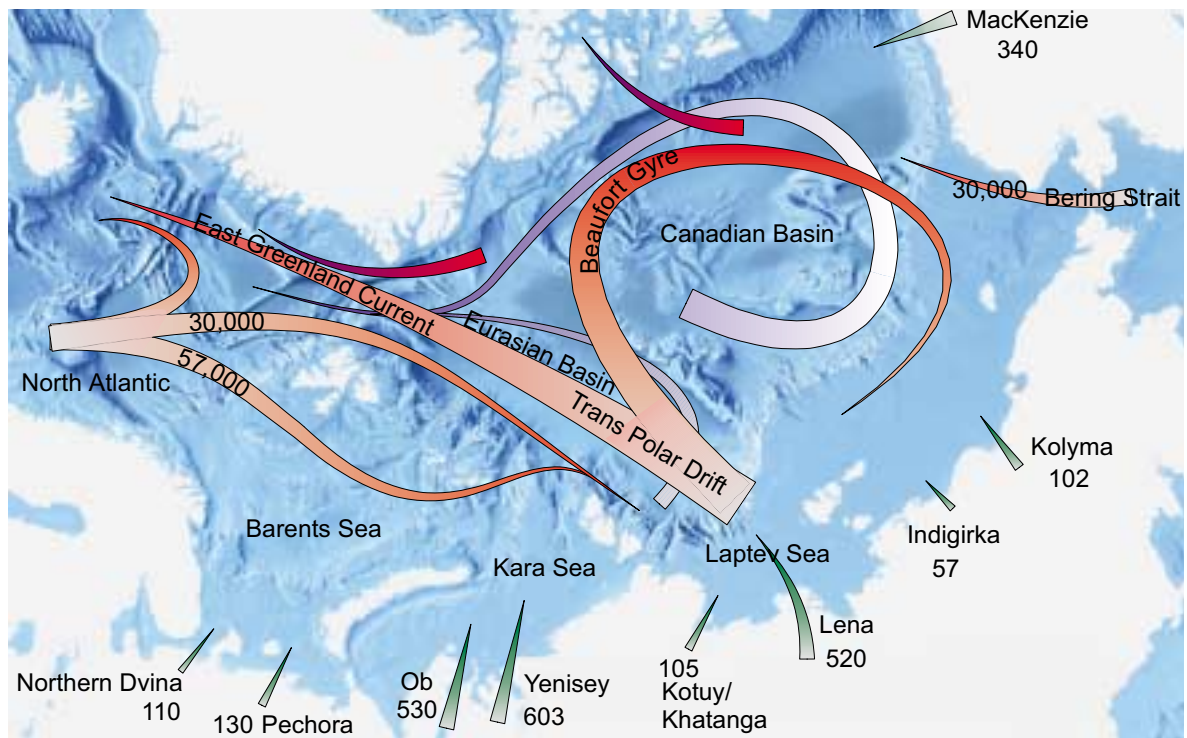 MacKenzie
340
30,000
Bering Strait
Beaufort Gyre
Canadian Basin
East Greenland Current
30,000
Eurasian Basin
57,000
North Atlantic
Trans Polar Drift
Kolyma
102
Barents Sea
Indigirka
57
Kara Sea
Laptev Sea
Lena
520
Northern Dvina
110
130 Pechora
Ob
530
Yenisey
603
105
Kotuy/
Khatanga